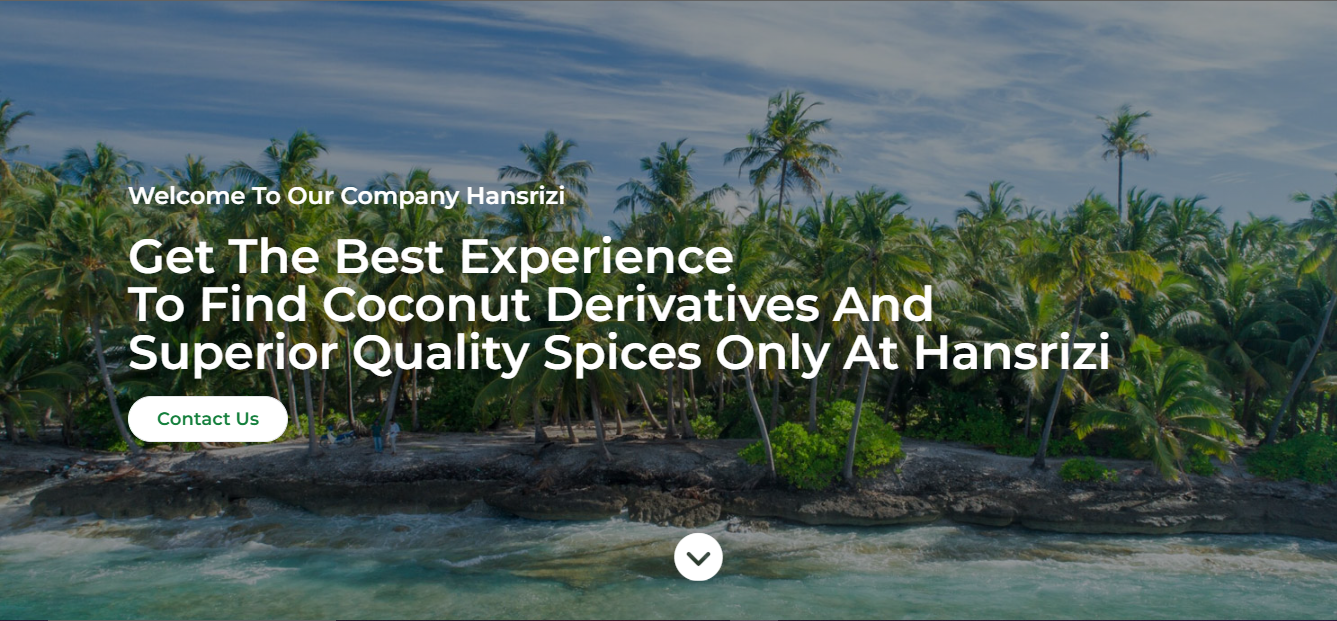 Welcome To Our Company Hansrizi
Get The Best Experience
To Find Coconut Derivatives And
Superior Quality Spices Only At Hansrizi
Contact Us